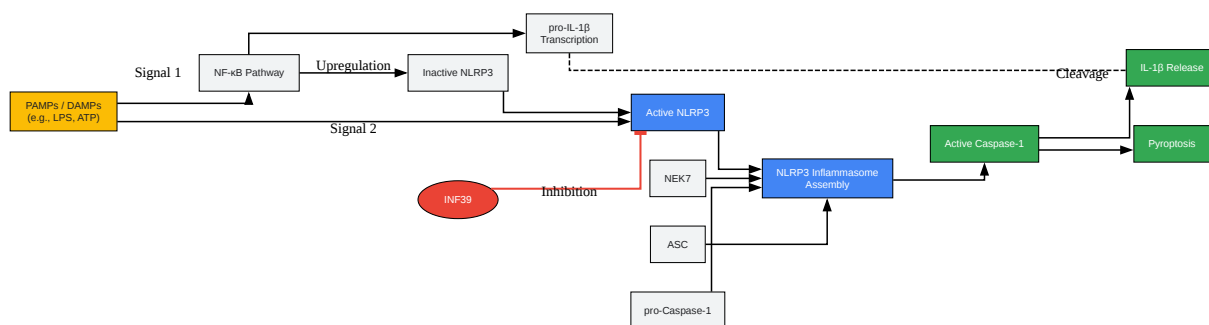 pro-IL-1β
Transcription
Signal 1
NF-κB Pathway
Upregulation
Inactive NLRP3
Cleavage
IL-1β Release
PAMPs / DAMPs
(e.g., LPS, ATP)
Signal 2
Active NLRP3
Active Caspase-1
Pyroptosis
NEK7
NLRP3 Inflammasome
Assembly
INF39
Inhibition
ASC
pro-Caspase-1